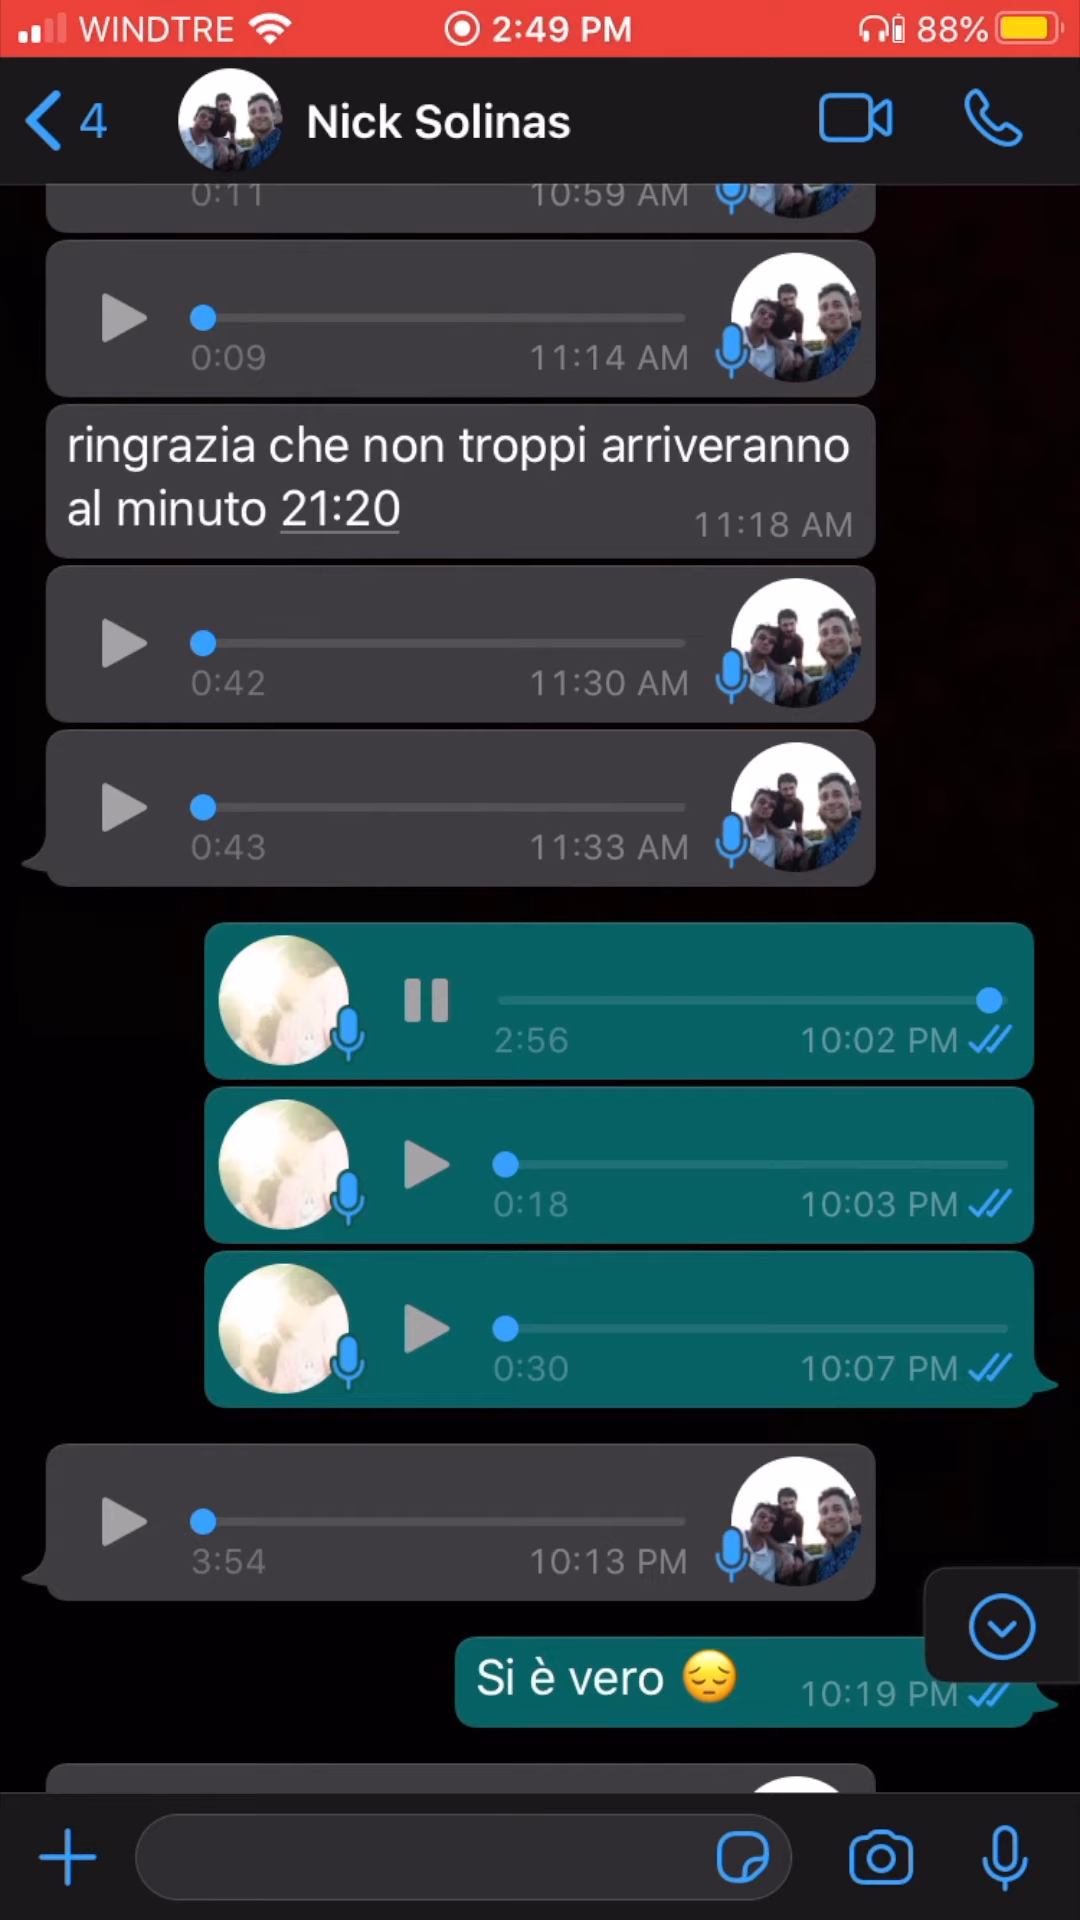 WINDTRE 2:49 PM 88%
4 Nick Solinas
0:11 10:59 AM
0:09 11:14 AM
ringrazia che non troppi arriveranno
al minuto 21:20 11:18 AM
0:42 11:30 AM
0:43 11:33 AM
2:56 10:02 PM
0:18 10:03 PM
0:30 10:07 PM
3:54 10:13 PM
Si è vero 😔 10:19 PM